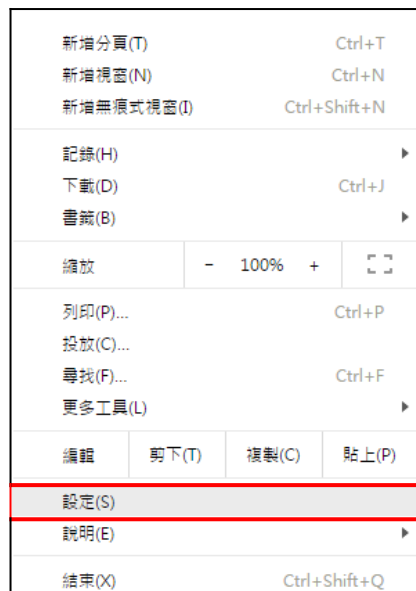 新增分頁(T) Ctrl+T
新增視窗(N) Ctrl+N
新增無痕式視窗(I) Ctrl+Shift+N
記錄(H)
下載(D) Ctrl+J
書籤(B)
縮放 - 100% +
列印(P)... Ctrl+P
投放(C)...
尋找(F)... Ctrl+F
更多工具(L)
編輯 剪下(T) 複製(C) 貼上(P)
設定(S)
說明(E)
結束(X) Ctrl+Shift+Q